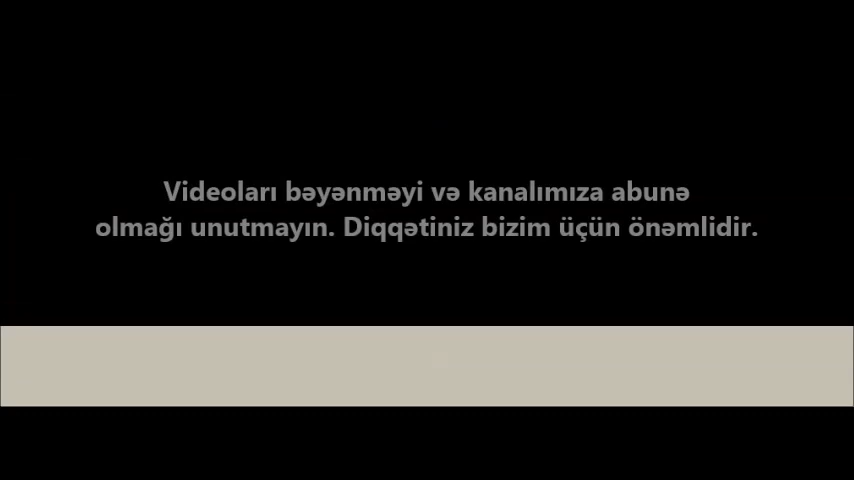 Videoları bəyənməyi və kanalımıza abunə
olmağı unutmayın. Diqqətiniz bizim üçün önəmlidir.